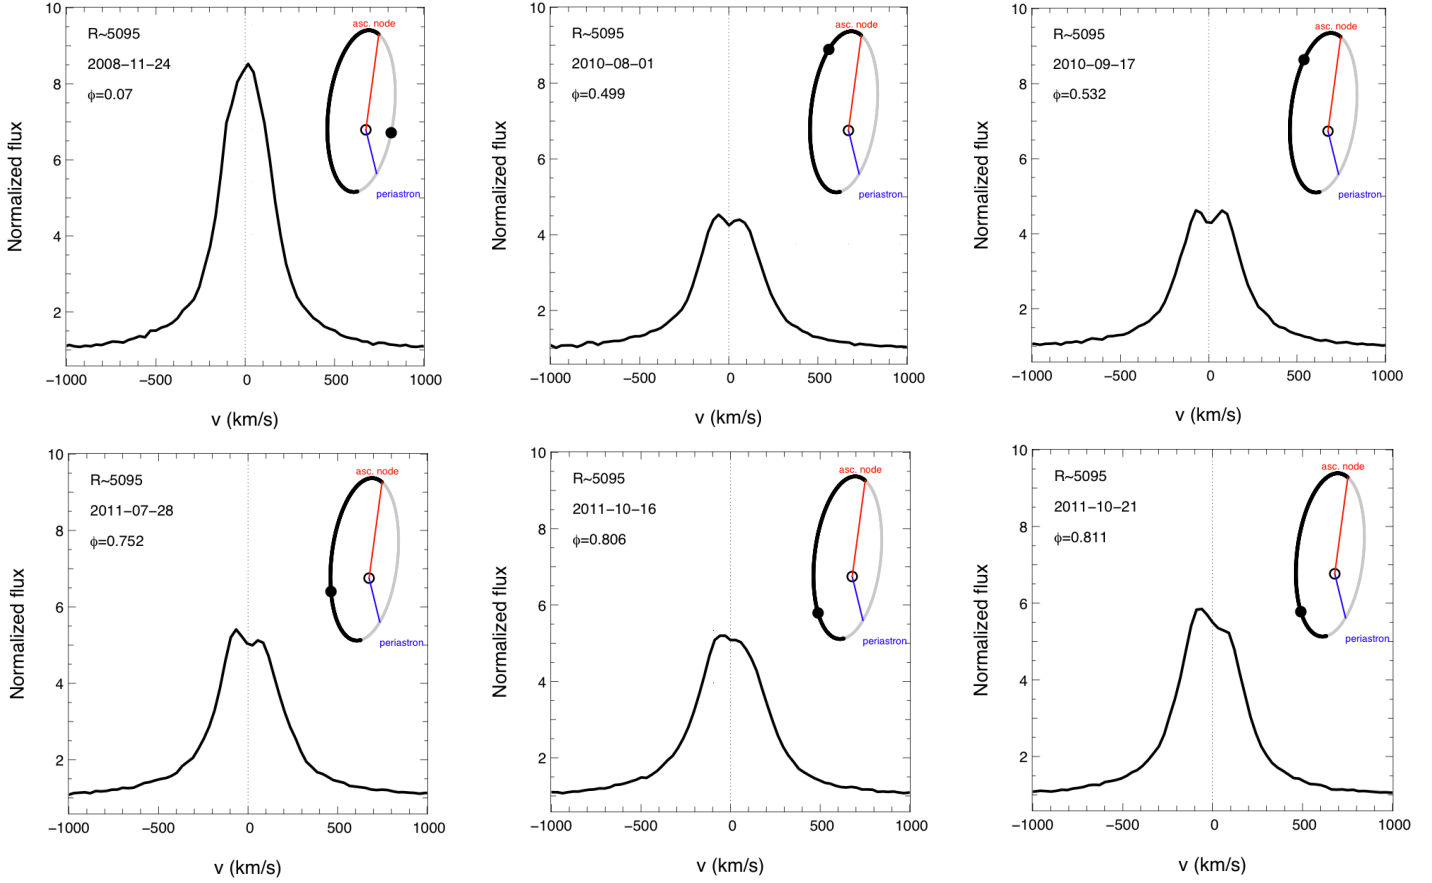 10
R~5095
2008−11−24
ϕ=0.07
asc. node
periastron
8
6
4
2
Normalized flux
−1000
−500
0
500
1000
v (km/s)
10
R~5095
2010−08−01
ϕ=0.499
asc. node
periastron
8
6
4
2
Normalized flux
−1000
−500
0
500
1000
v (km/s)
10
R~5095
2010−09−17
ϕ=0.532
asc. node
periastron
8
6
4
2
Normalized flux
−1000
−500
0
500
1000
v (km/s)
10
R~5095
2011−07−28
ϕ=0.752
asc. node
periastron
8
6
4
2
Normalized flux
−1000
−500
0
500
1000
v (km/s)
10
R~5095
2011−10−16
ϕ=0.806
asc. node
periastron
8
6
4
2
Normalized flux
−1000
−500
0
500
1000
v (km/s)
10
R~5095
2011−10−21
ϕ=0.811
asc. node
periastron
8
6
4
2
Normalized flux
−1000
−500
0
500
1000
v (km/s)